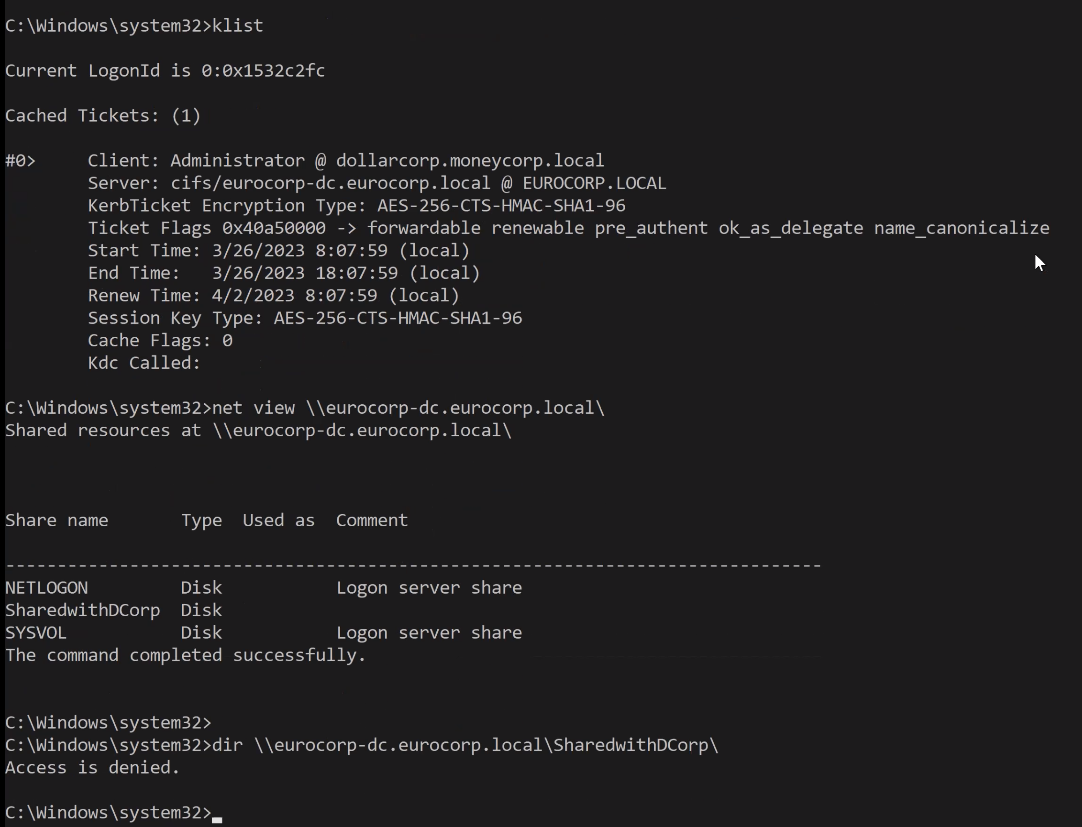 C:\Windows\system32>klist
Current LogonId is 0:0x1532c2fc
Cached Tickets: (1)
#0>     Client: Administrator @ dollarcorp.moneycorp.local
        Server: cifs/eurocorp-dc.eurocorp.local @ EUROCORP.LOCAL
        KerbTicket Encryption Type: AES-256-CTS-HMAC-SHA1-96
        Ticket Flags 0x40a50000 -> forwardable renewable pre_authent ok_as_delegate name_canonicalize
        Start Time: 3/26/2023 8:07:59 (local)
        End Time:   3/26/2023 18:07:59 (local)
        Renew Time: 4/2/2023 8:07:59 (local)
        Session Key Type: AES-256-CTS-HMAC-SHA1-96
        Cache Flags: 0
        Kdc Called:
C:\Windows\system32>net view \\eurocorp-dc.eurocorp.local\
Shared resources at \\eurocorp-dc.eurocorp.local\
Share name       Type  Used as  Comment
-------------------------------------------------------------------------------
NETLOGON         Disk           Logon server share
SharedwithDCorp  Disk
SYSVOL           Disk           Logon server share
The command completed successfully.
C:\Windows\system32>
C:\Windows\system32>dir \\eurocorp-dc.eurocorp.local\SharedwithDCorp\
Access is denied.
C:\Windows\system32>